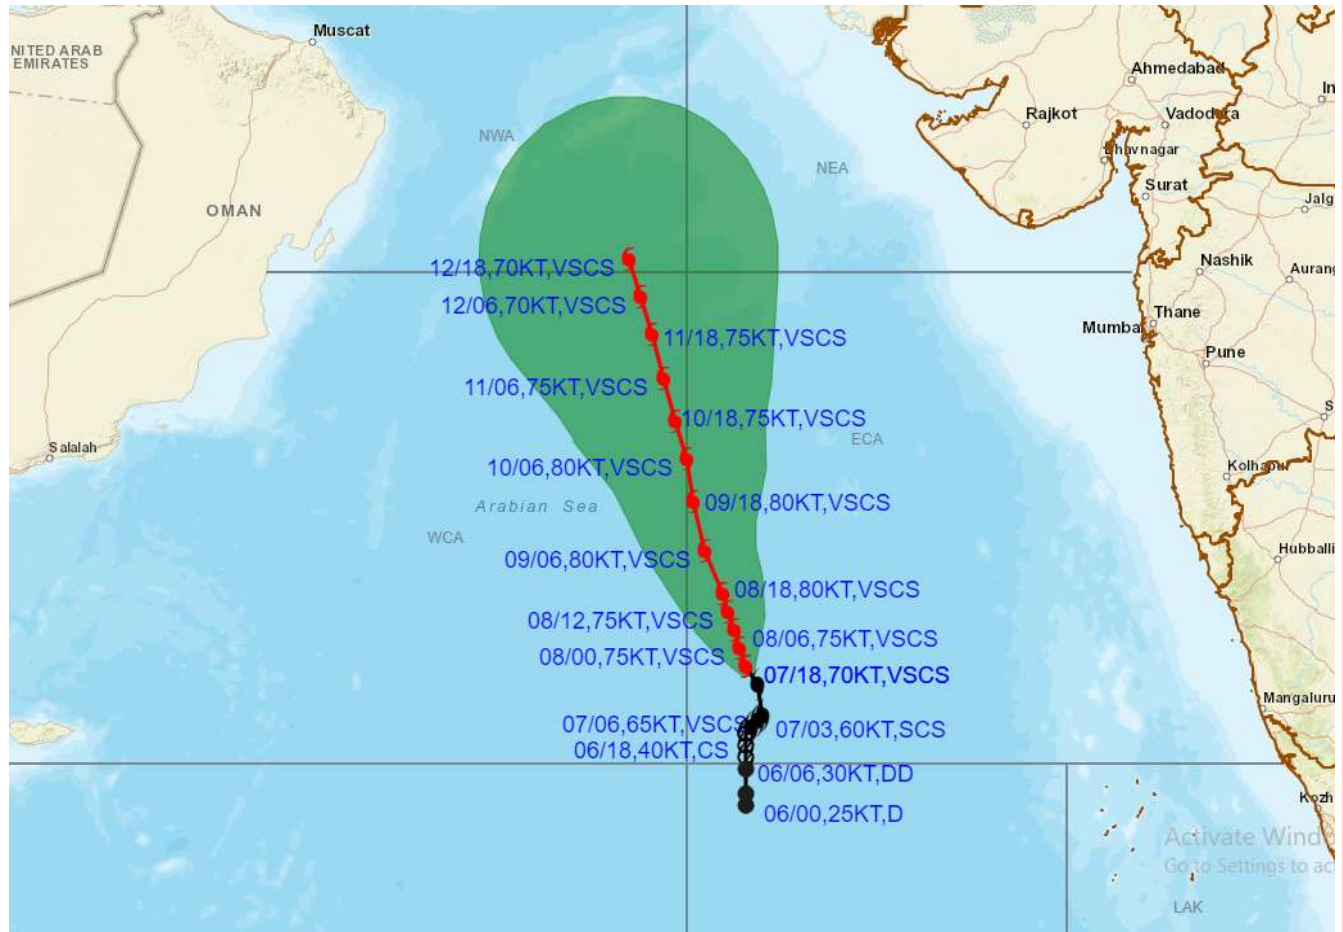 Muscat
NITED ARAB
EMIRATES
Ahmedabad
In
Rajkot
Vadodara
NWA
Bhavnagar
NEA
Surat
Jalg
OMAN
12/18,70KT,VSCS
Nashik
Aurang
12/06,70KT,VSCS
Thane
Mumba
11/18,75KT,VSCS
Pune
11/06,75KT,VSCS
S
10/18,75KT,VSCS
ECA
Salalah
10/06,80KT,VSCS
Kolhapur
Arabian Sea
09/18,80KT,VSCS
WCA
09/06,80KT,VSCS
Hubballi
08/18,80KT,VSCS
08/12,75KT,VSCS
08/06,75KT,VSCS
08/00,75KT,VSCS
07/18,70KT,VSCS
Mangaluru
07/06,65KT,VSCS
07/03,60KT,SCS
06/18,40KT,CS
06/06,30KT,DD
06/00,25KT,D
Kozh
Activate Windo
Go to Settings to act
LAK